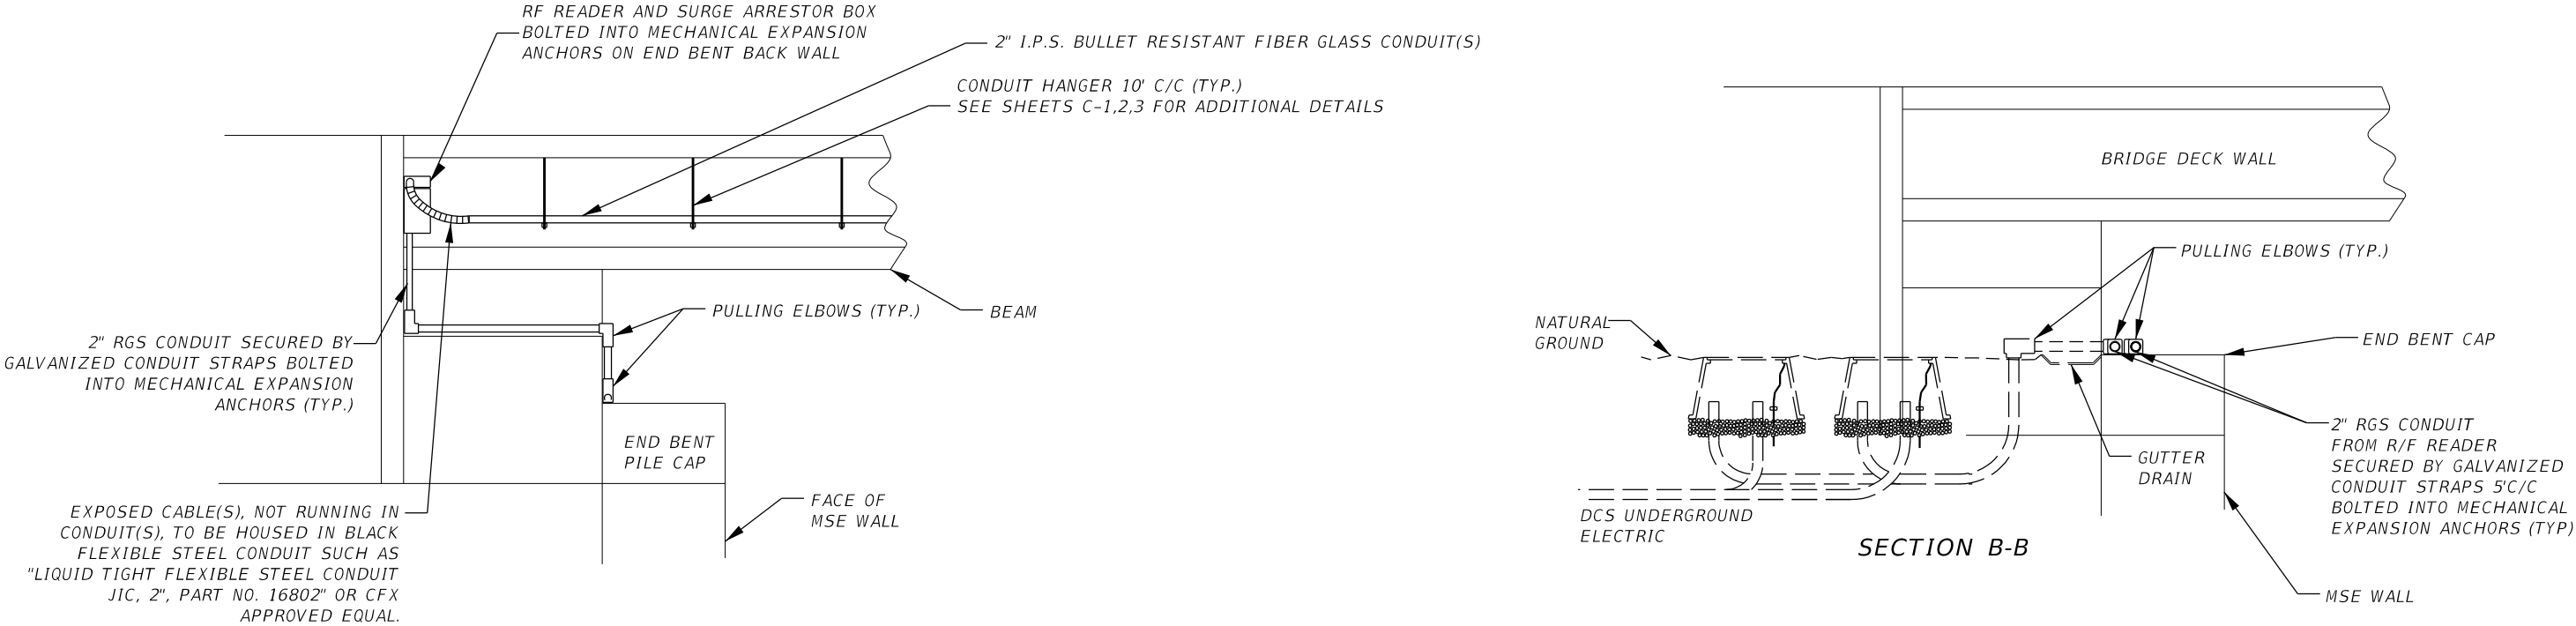 RF READER AND SURGE ARRESTOR BOX
BOLTED INTO MECHANICAL EXPANSION
ANCHORS ON END BENT BACK WALL
2" I.P.S. BULLET RESISTANT FIBER GLASS CONDUIT(S)
CONDUIT HANGER 10' C/C (TYP.)
SEE SHEETS C-1,2,3 FOR ADDITIONAL DETAILS
PULLING ELBOWS (TYP.)
BEAM
2" RGS CONDUIT SECURED BY
GALVANIZED CONDUIT STRAPS BOLTED
INTO MECHANICAL EXPANSION
ANCHORS (TYP.)
END BENT
PILE CAP
FACE OF
MSE WALL
EXPOSED CABLE(S), NOT RUNNING IN
CONDUIT(S), TO BE HOUSED IN BLACK
FLEXIBLE STEEL CONDUIT SUCH AS
"LIQUID TIGHT FLEXIBLE STEEL CONDUIT
JIC, 2", PART NO. 16802" OR CFX
APPROVED EQUAL.
BRIDGE DECK WALL
PULLING ELBOWS (TYP.)
NATURAL
GROUND
END BENT CAP
2" RGS CONDUIT
FROM R/F READER
SECURED BY GALVANIZED
CONDUIT STRAPS 5'C/C
BOLTED INTO MECHANICAL
EXPANSION ANCHORS (TYP)
GUTTER
DRAIN
DCS UNDERGROUND
ELECTRIC
SECTION B-B
MSE WALL